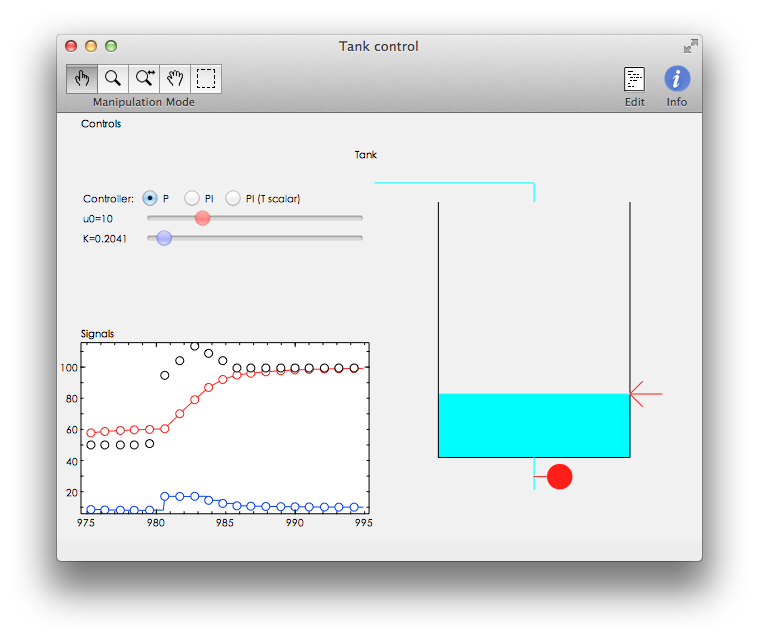 Tank control
Manipulation Mode
Edit
Info
Controls
Tank
Controller: P PI PI (T scalar)
u0=10
K=0.2041
Signals
100
80
60
40
20
975 980 985 990 995